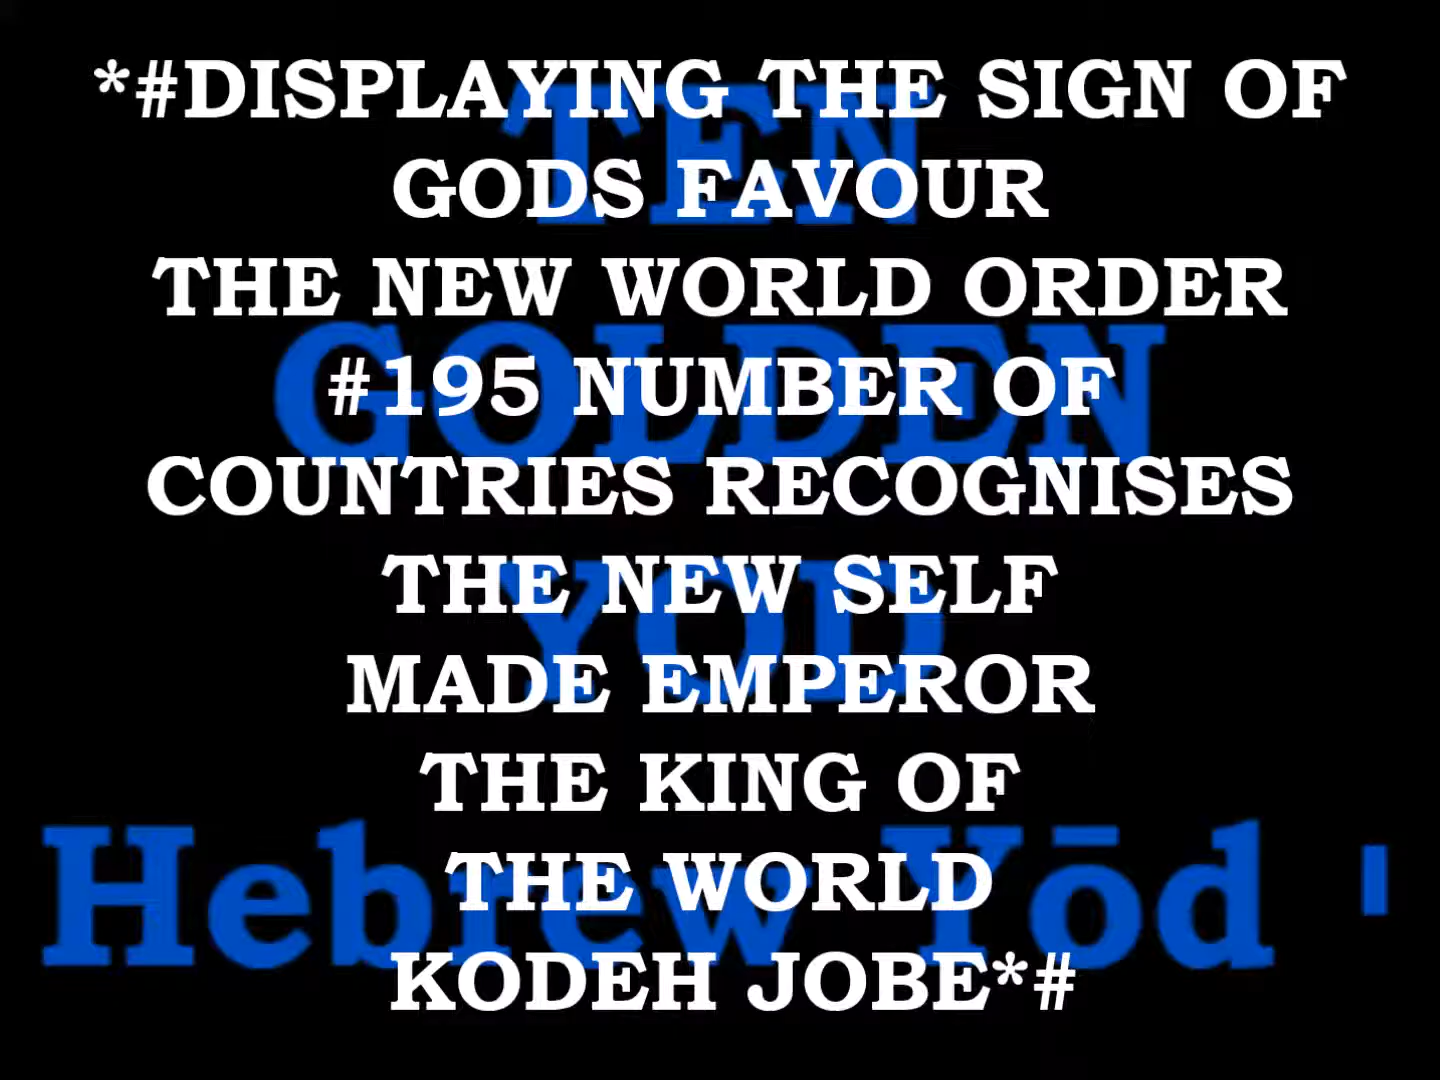 *#DISPLAYING THE SIGN OF
GODS FAVOUR
THE NEW WORLD ORDER
#195 NUMBER OF
COUNTRIES RECOGNISES
THE NEW SELF
MADE EMPEROR
THE KING OF
THE WORLD
KODEH JOBE*#
TEN
GOLDEN
YOD
Hebrew Yōd '